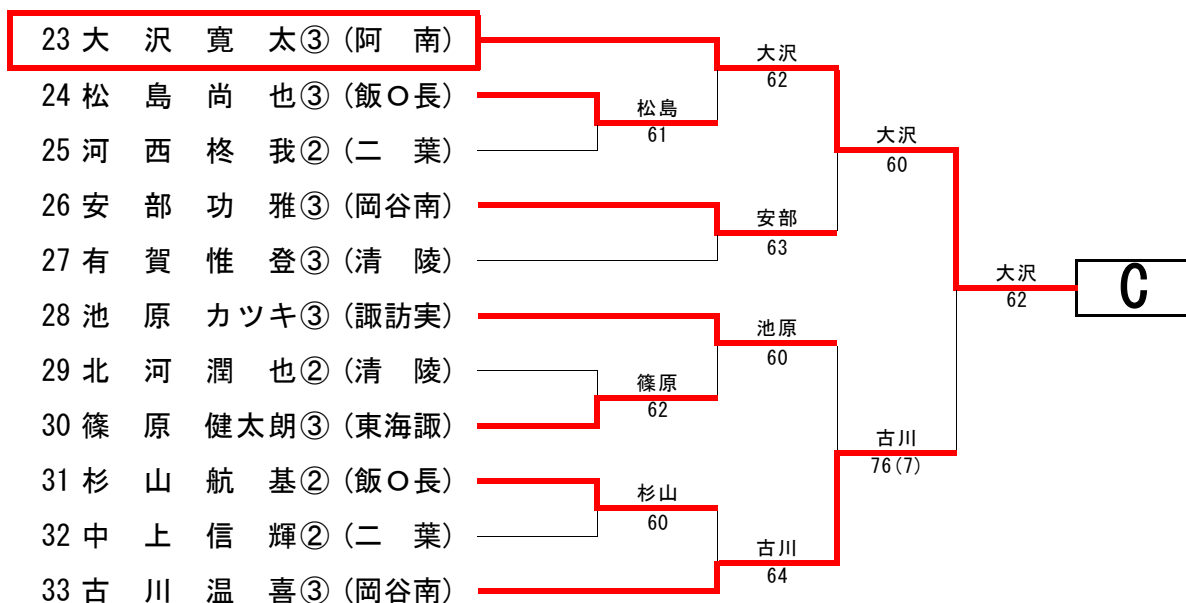 23 大沢寛太③ (阿南)
24 松島尚也③ (飯O長)
25 河西柊我② (二葉)
26 安部功雅③ (岡谷南)
27 有賀惟登③ (清陵)
28 池原カツキ③ (諏訪実)
29 北河潤也② (清陵)
30 篠原健太朗③ (東海諏)
31 杉山航基② (飯O長)
32 中上信輝② (二葉)
33 古川温喜③ (岡谷南)
松島
61
篠原
62
杉山
60
大沢
62
安部
63
池原
60
古川
64
大沢
60
古川
76(7)
大沢
62
C